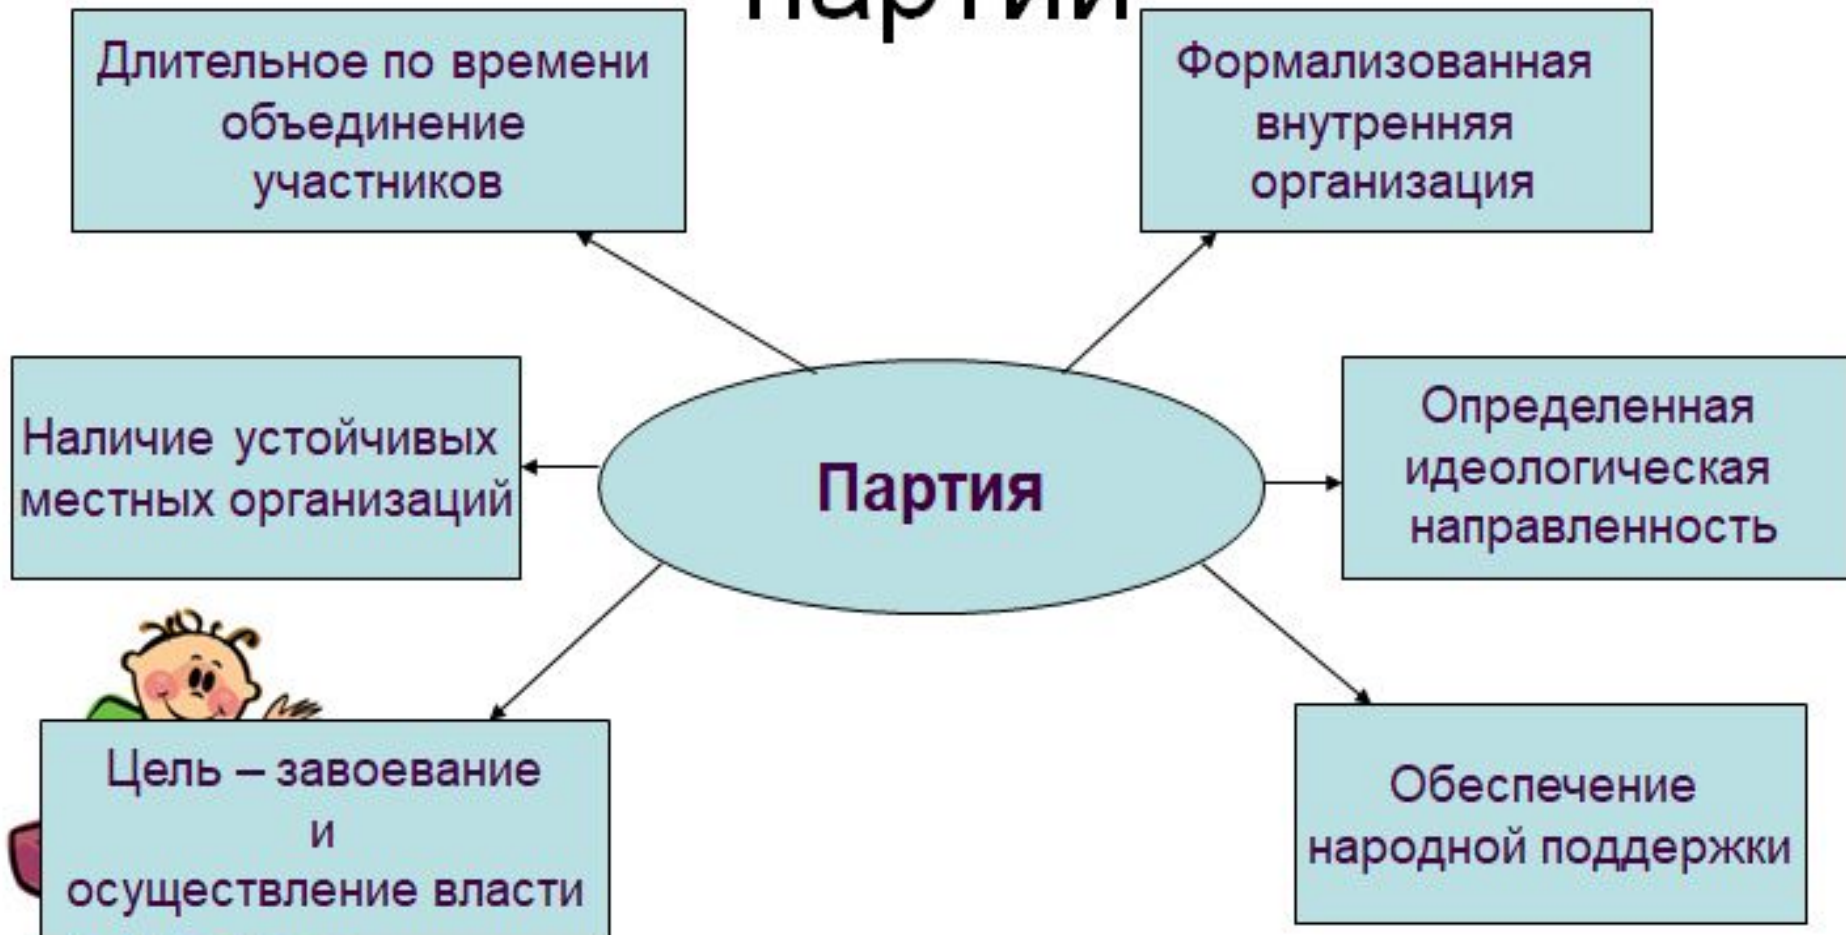 Длительное по времени
объединение
участников
Формализованная
внутренняя
организация
Наличие устойчивых
местных организаций
Партия
Определенная
идеологическая
направленность
Цель – завоевание
и
осуществление власти
Обеспечение
народной поддержки